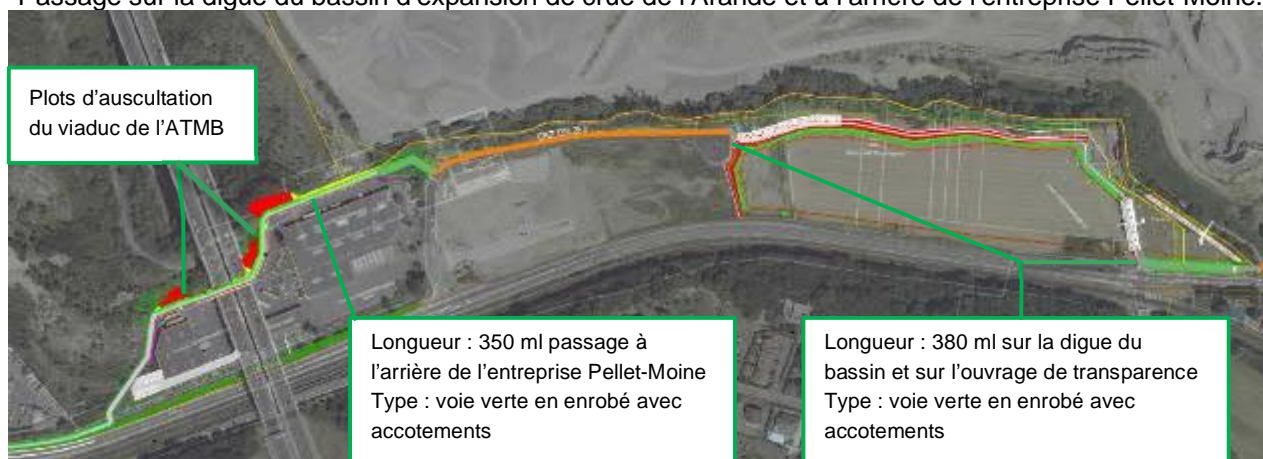 Passage sur la digue du bassin d'expansion de crue de l'Arande et à l'arrière de l'entreprise Pellet-Moine.
Plots d'auscultation
du viaduc de l'ATMB
Longueur : 350 ml passage à
l'arrière de l'entreprise Pellet-Moine
Type : voie verte en enrobé avec
accotements
Longueur : 380 ml sur la digue du
bassin et sur l'ouvrage de transparence
Type : voie verte en enrobé avec
accotements